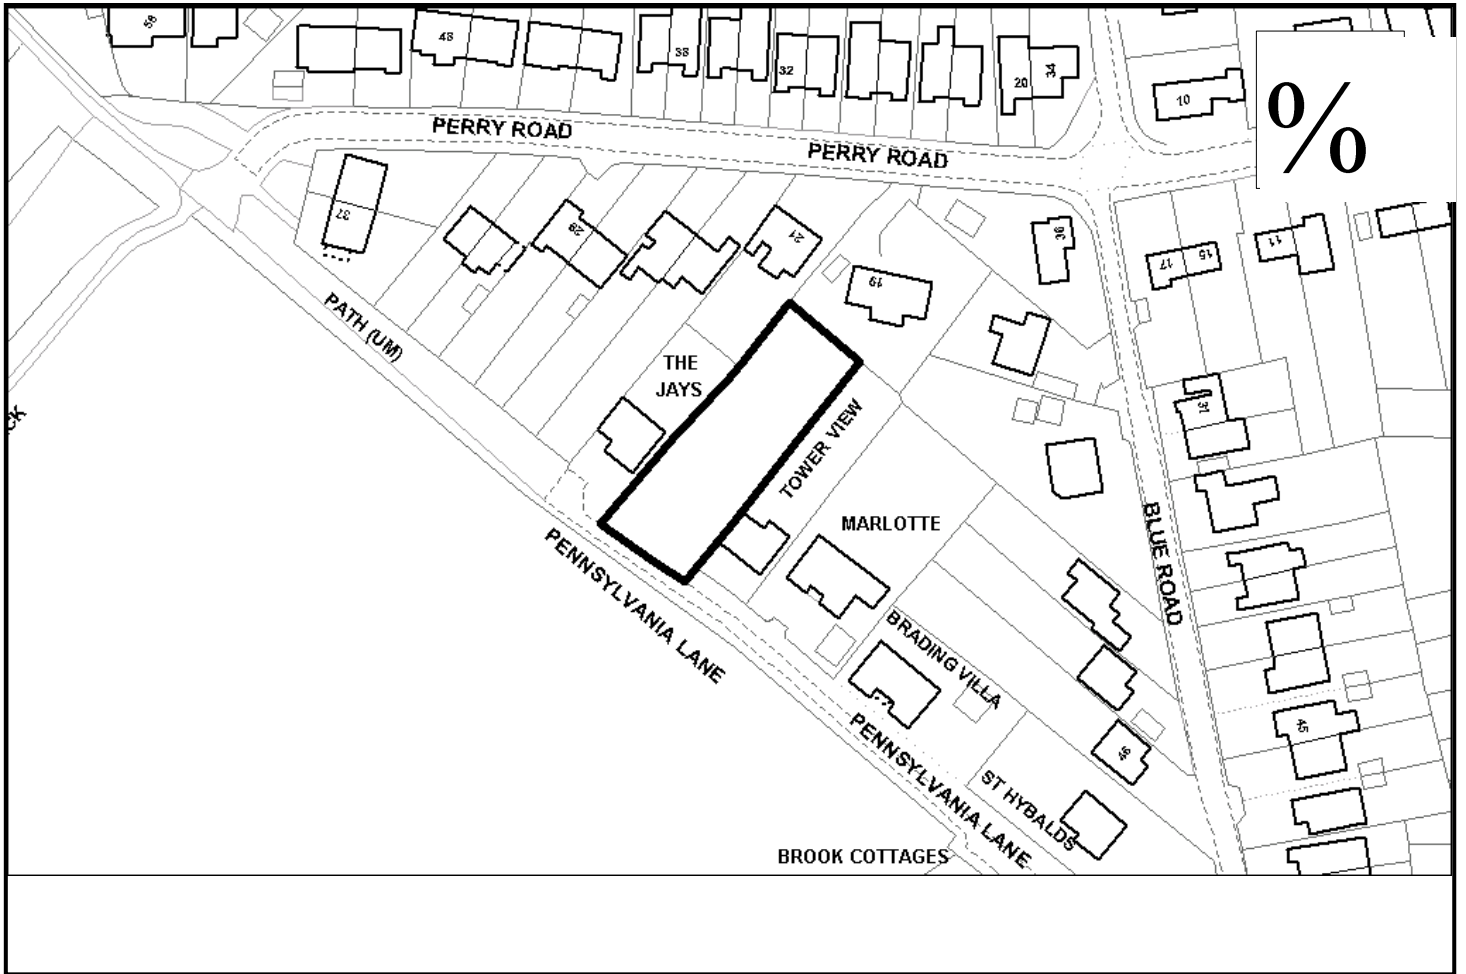 58
48
38
32
20
34
10
%
PERRY ROAD
PERRY ROAD
37
29
21
19
36
17
15
11
PATH (UM)
THE
JAYS
TOWER VIEW
31
MARLOTTE
PENNSYLVANIA LANE
BLUE ROAD
BRADING VILLA
45
PENNSYLVANIA LANE
46
ST HYBALDS
BROOK COTTAGES